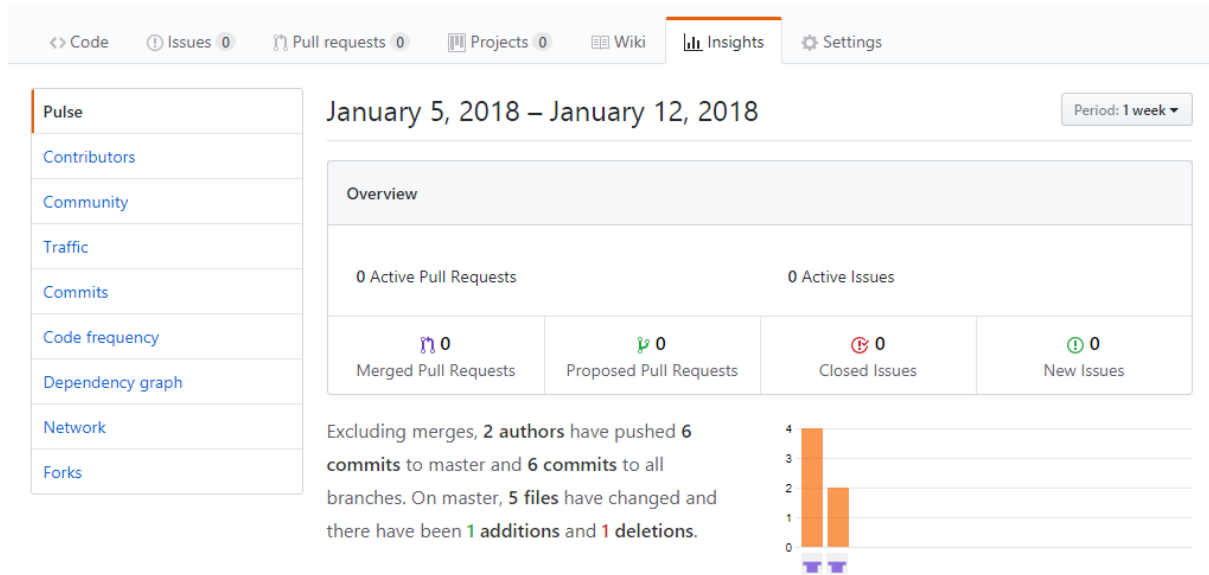 Code Issues 0 Pull requests 0 Projects 0 Wiki Insights Settings
Pulse
Contributors
Community
Traffic
Commits
Code frequency
Dependency graph
Network
Forks
January 5, 2018 – January 12, 2018
Period: 1 week
Overview
0 Active Pull Requests
0 Active Issues
0
Merged Pull Requests
0
Proposed Pull Requests
0
Closed Issues
0
New Issues
Excluding merges, 2 authors have pushed 6
commits to master and 6 commits to all
branches. On master, 5 files have changed and
there have been 1 additions and 1 deletions.
4
3
2
1
0